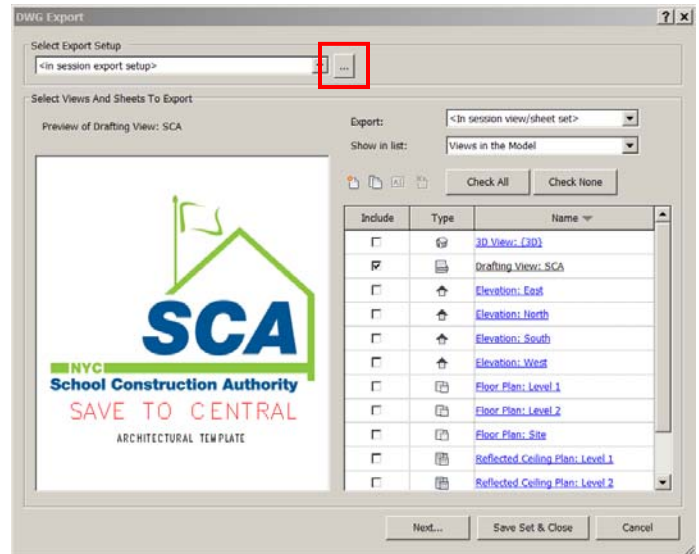 DWG Export
? x
Select Export Setup
<in session export setup>
...
Select Views And Sheets To Export
Preview of Drafting View: SCA
Export:
<In session view/sheet set>
Show in list:
Views in the Model
Check All
Check None
Include Type Name
3D View: {3D}
Drafting View: SCA
Elevation: East
Elevation: North
Elevation: South
Elevation: West
Floor Plan: Level 1
Floor Plan: Level 2
Floor Plan: Site
Reflected Ceiling Plan: Level 1
Reflected Ceiling Plan: Level 2
SCA
NYC
School Construction Authority
SAVE TO CENTRAL
ARCHITECTURAL TEMPLATE
Next...
Save Set & Close
Cancel